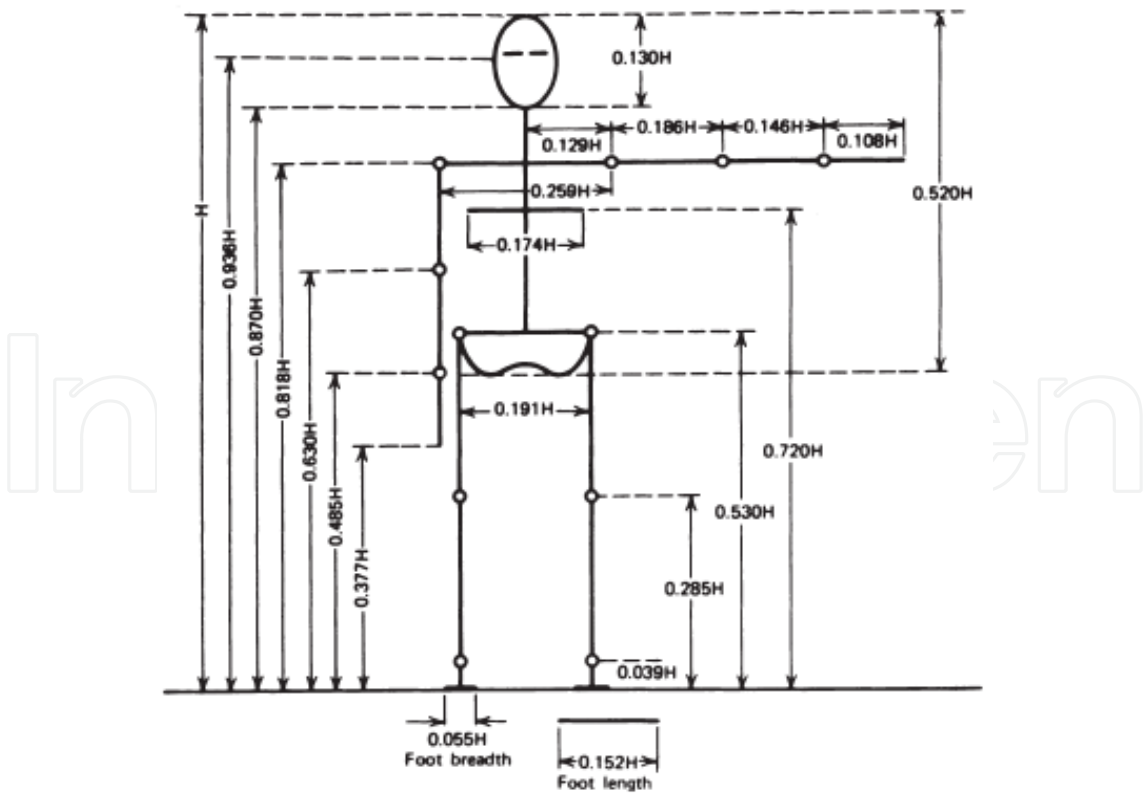 0.130H
0.186H
0.146H
0.129H
0.108H
0.259H
0.520H
H
0.936H
0.174H
0.870H
0.818H
0.191H
0.630H
0.720H
0.485H
0.530H
0.377H
0.285H
0.039H
0.055H
Foot breadth
0.152H
Foot length
In
en